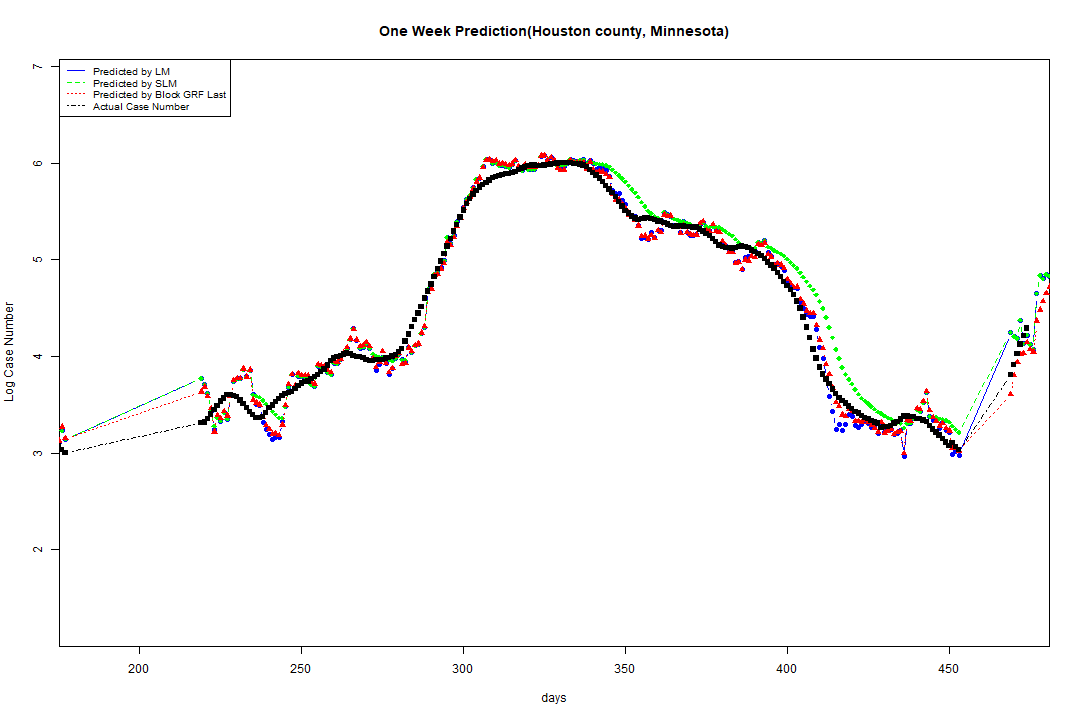 One Week Prediction(Houston county, Minnesota)
7
6
5
4
3
2
Log Case Number
Predicted by LM
Predicted by SLM
Predicted by Block GRF Last
Actual Case Number
200
250
300
350
400
450
days